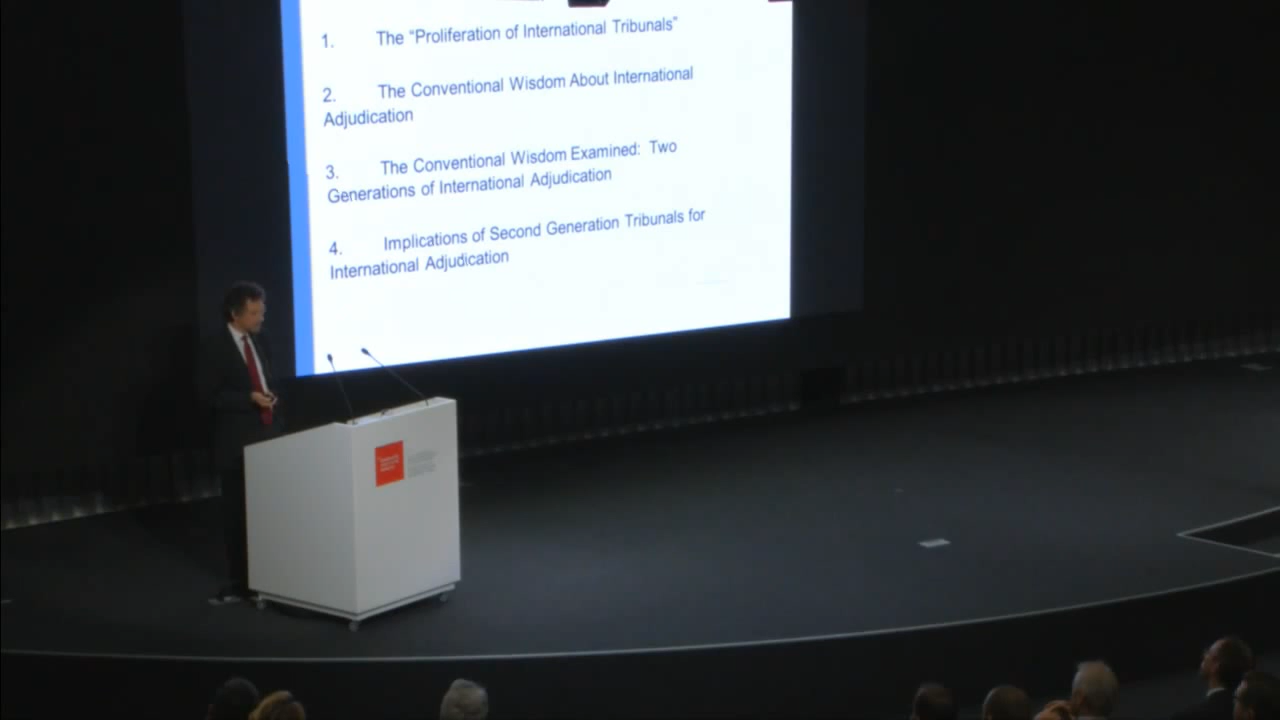 1. The “Proliferation of International Tribunals”
2. The Conventional Wisdom About International
Adjudication
3. The Conventional Wisdom Examined: Two
Generations of International Adjudication
4. Implications of Second Generation Tribunals for
International Adjudication